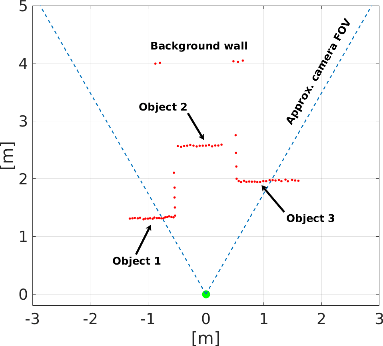 5
4
3
2
1
0
[m]
Background wall
Approx. camera FOV
Object 2
Object 3
Object 1
-3
-2
-1
0
1
2
3
[m]